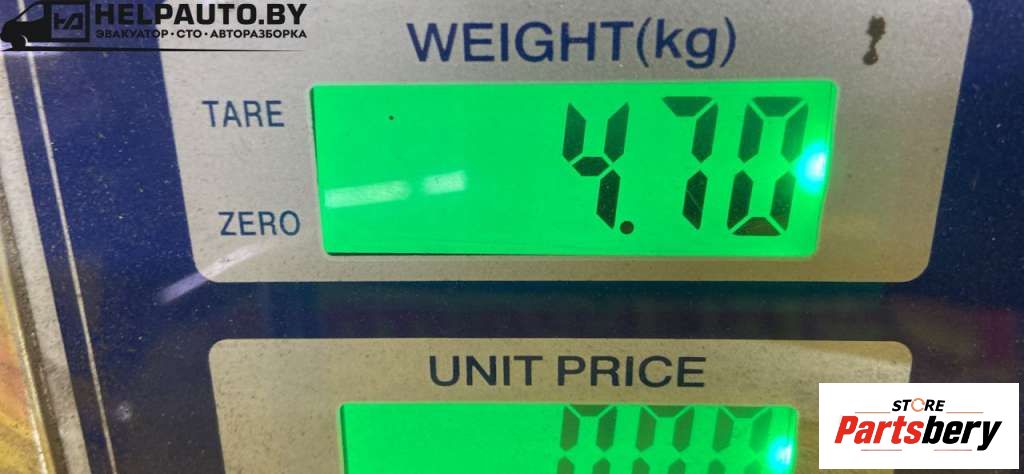 HELPAUTO.BY
ЭВАКУАТОР·СТО·АВТОРАЗБОРКА
WEIGHT(kg)
TARE
4.70
ZERO
UNIT PRICE
STORE
Partsbery